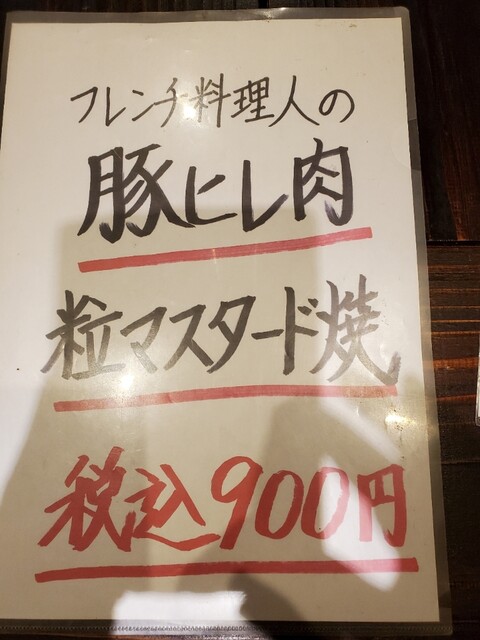 フレンチ料理人の
豚ヒレ肉
粒マスタード焼
税込900円